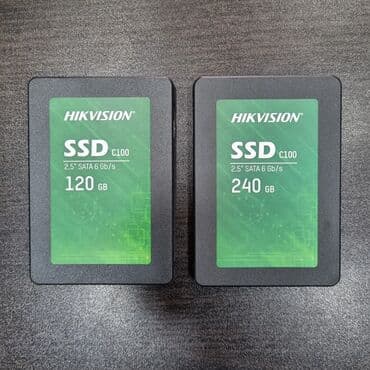 HIKVISION
SSD C100
2.5" SATA 6 Gb/s
120 GB
HIKVISION
SSD C100
2.5" SATA 6 Gb/s
240 GB